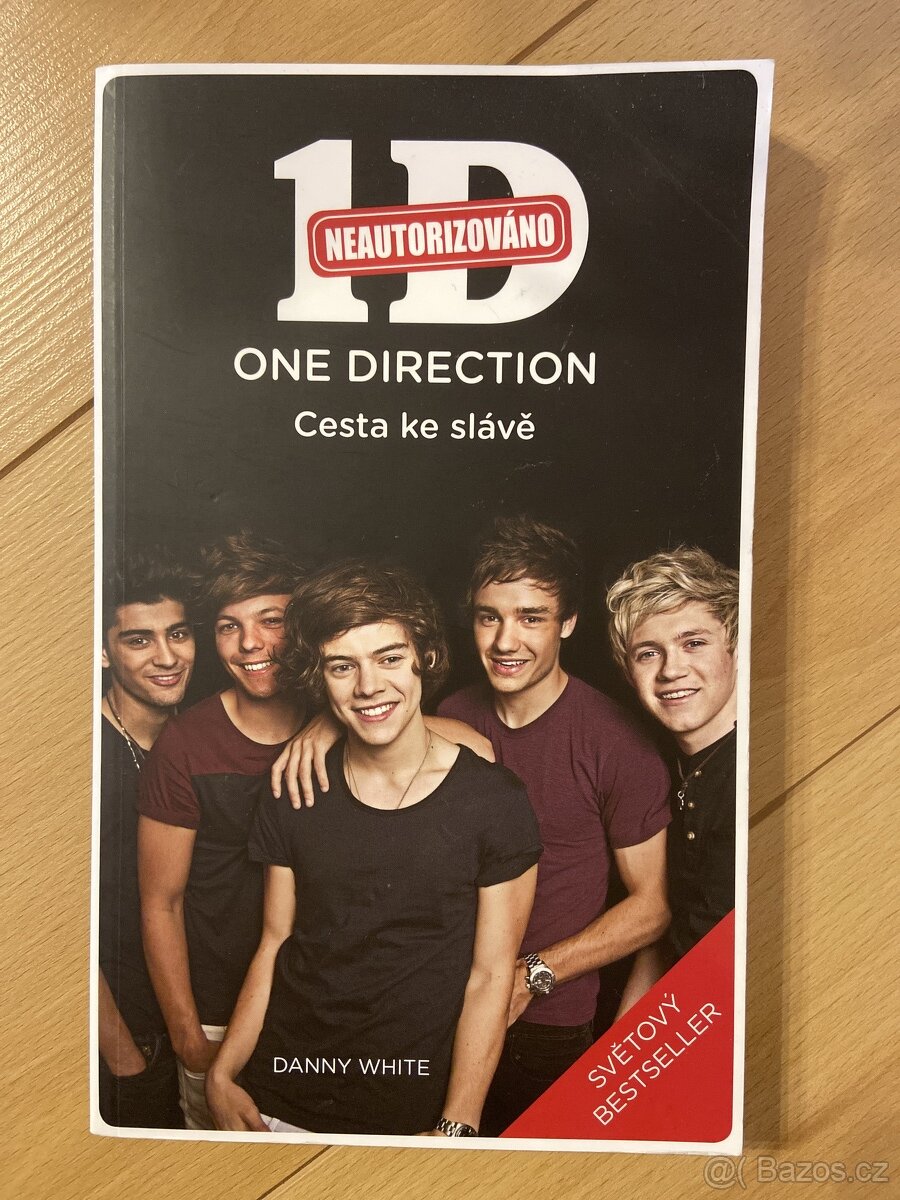 1D
NEAUTORIZOVÁNO
ONE DIRECTION
Cesta ke slávě
DANNY WHITE
SVĚTOVÝ
BESTSELLER
@( Bazos.cz